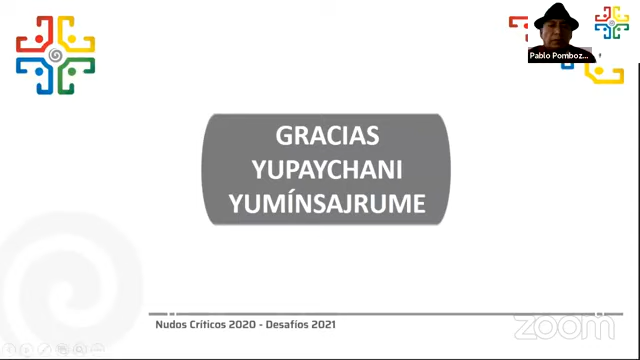 Pablo Pomboz...
GRACIAS
YUPAYCHANI
YUMÍNSAJRUME
Nudos Críticos 2020 - Desafíos 2021
zoom